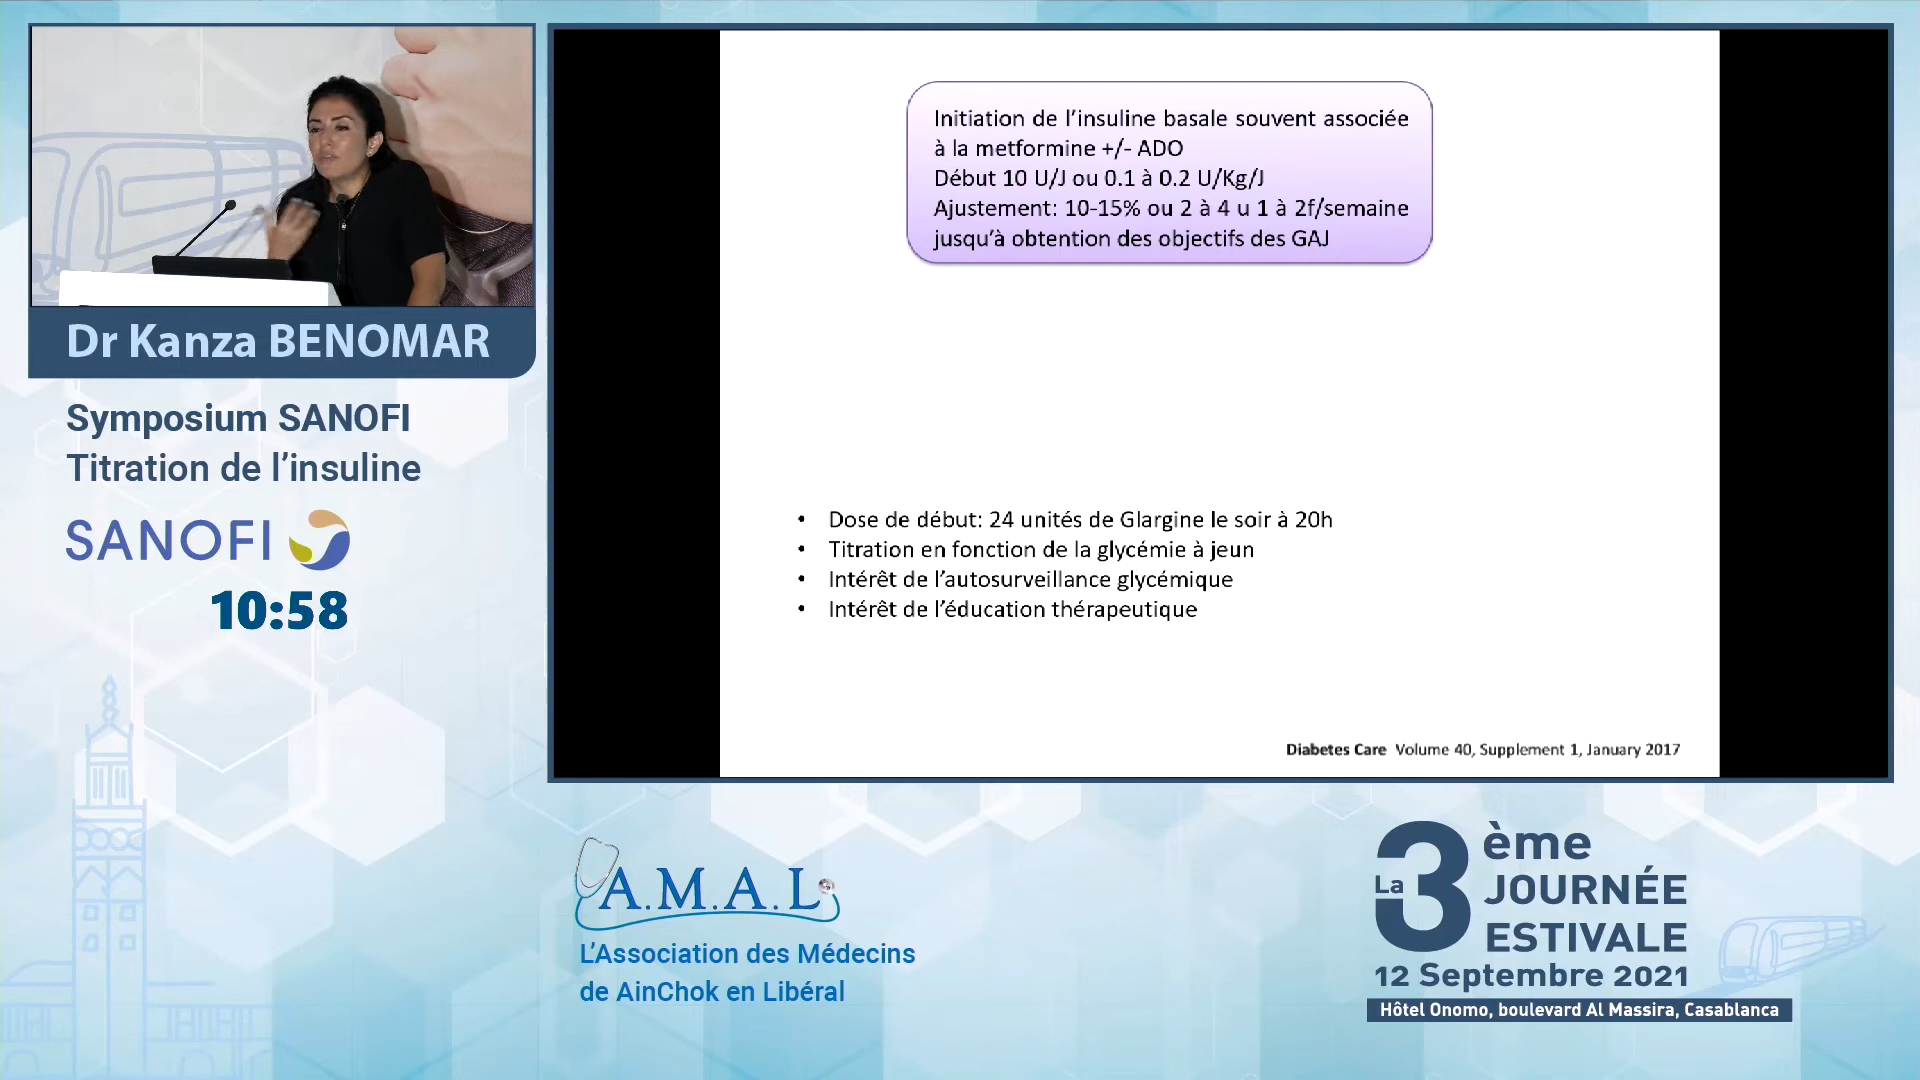 Dr Kanza BENOMAR
Symposium SANOFI
Titration de l'insuline
SANOFI
10:58
Initiation de l'insuline basale souvent associée
à la metformine +/- ADO
Début 10 U/J ou 0.1 à 0.2 U/Kg/J
Ajustement: 10-15% ou 2 à 4 u 1 à 2f/semaine
jusqu'à obtention des objectifs des GAJ
• Dose de début: 24 unités de Glargine le soir à 20h
• Titration en fonction de la glycémie à jeun
• Intérêt de l'autosurveillance glycémique
• Intérêt de l'éducation thérapeutique
Diabetes Care Volume 40, Supplement 1, January 2017
A.M.A.L
L'Association des Médecins
de AinChok en Libéral
La 3ème
JOURNÉE
ESTIVALE
12 Septembre 2021
Hôtel Onomo, boulevard Al Massira, Casablanca